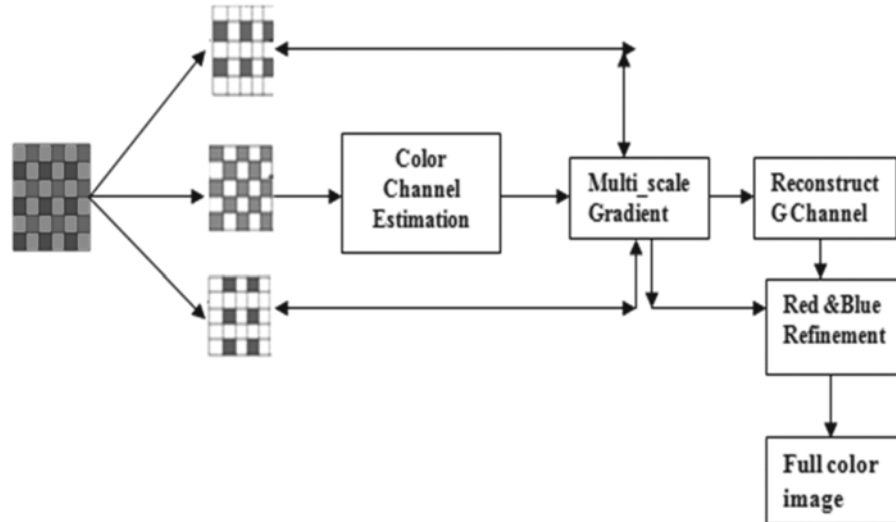 Color
Channel
Estimation
Multi_scale
Gradient
Reconstruct
G Channel
Red &Blue
Refinement
Full color
image